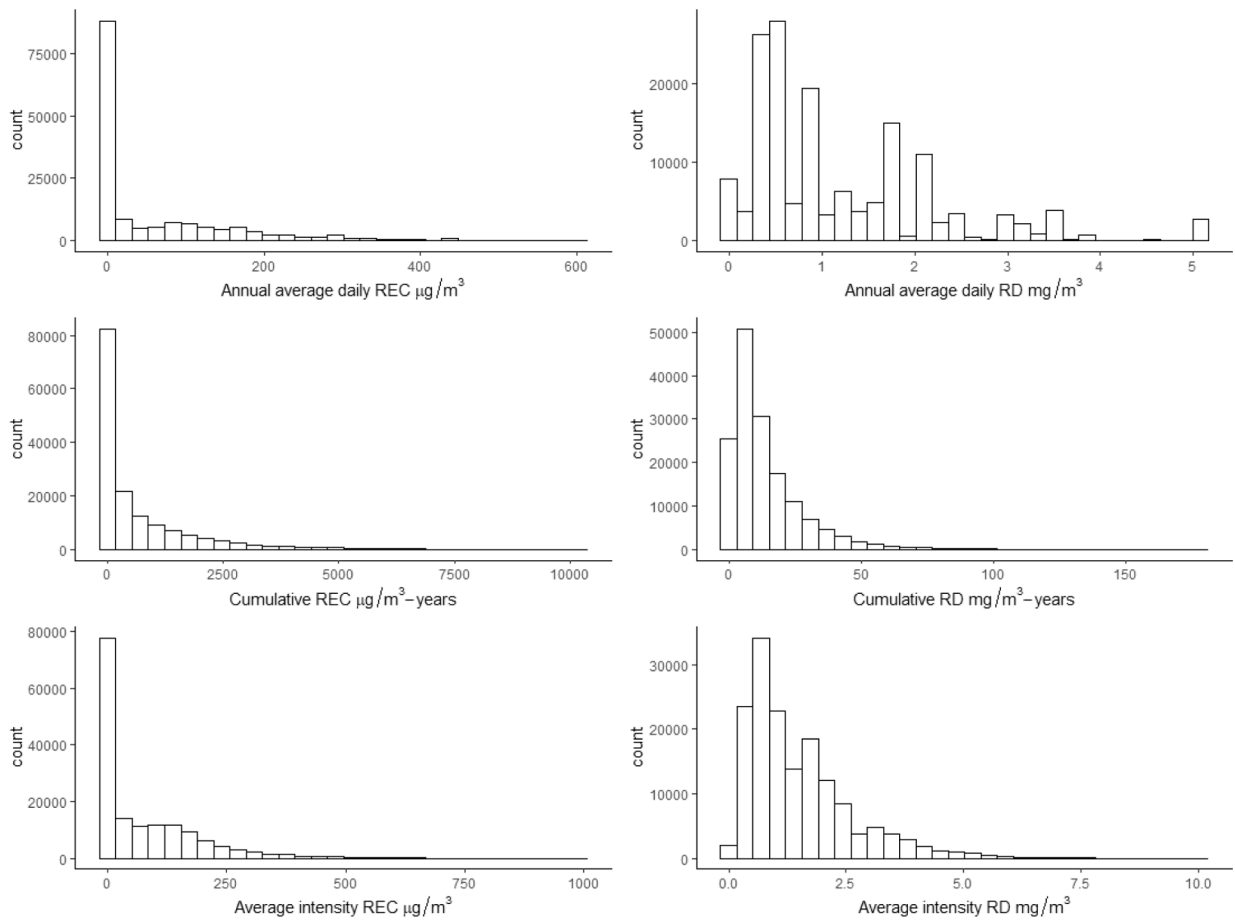 75000
50000
25000
0
count
0 200 400 600
Annual average daily REC μg/m³
20000
10000
0
count
0 1 2 3 4 5
Annual average daily RD mg/m³
80000
60000
40000
20000
0
count
0 2500 5000 7500 10000
Cumulative REC μg/m³−years
50000
40000
30000
20000
10000
0
count
0 50 100 150
Cumulative RD mg/m³−years
80000
60000
40000
20000
0
count
0 250 500 750 1000
Average intensity REC μg/m³
30000
20000
10000
0
count
0.0 2.5 5.0 7.5 10.0
Average intensity RD mg/m³